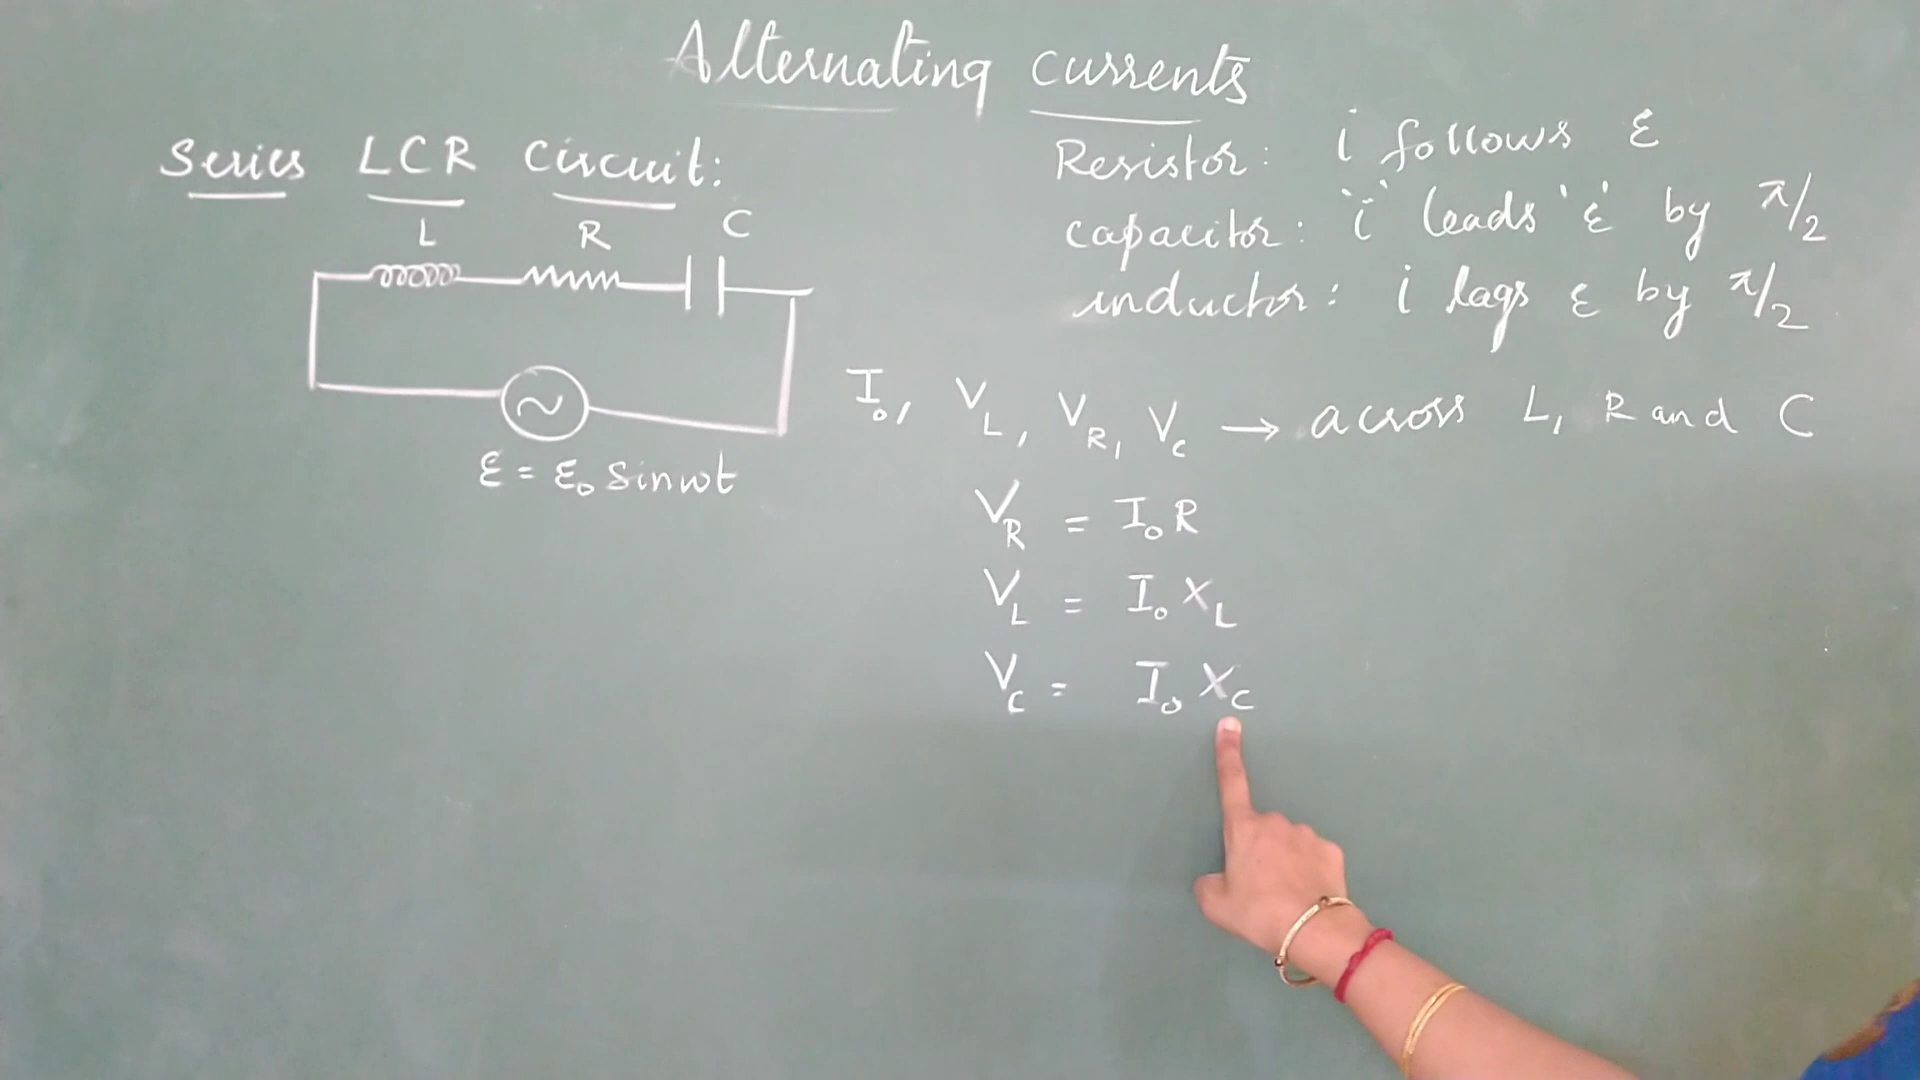 Alternating currents
Series LCR circuit:
L R C
ε = ε₀ sinωt
Resistor: i follows ε
capacitor: 'i' leads 'ε' by π/2
inductor: i lags ε by π/2
I₀, V_L, V_R, V_C → across L, R and C
V_R = I₀ R
V_L = I₀ X_L
V_C = I₀ X_C